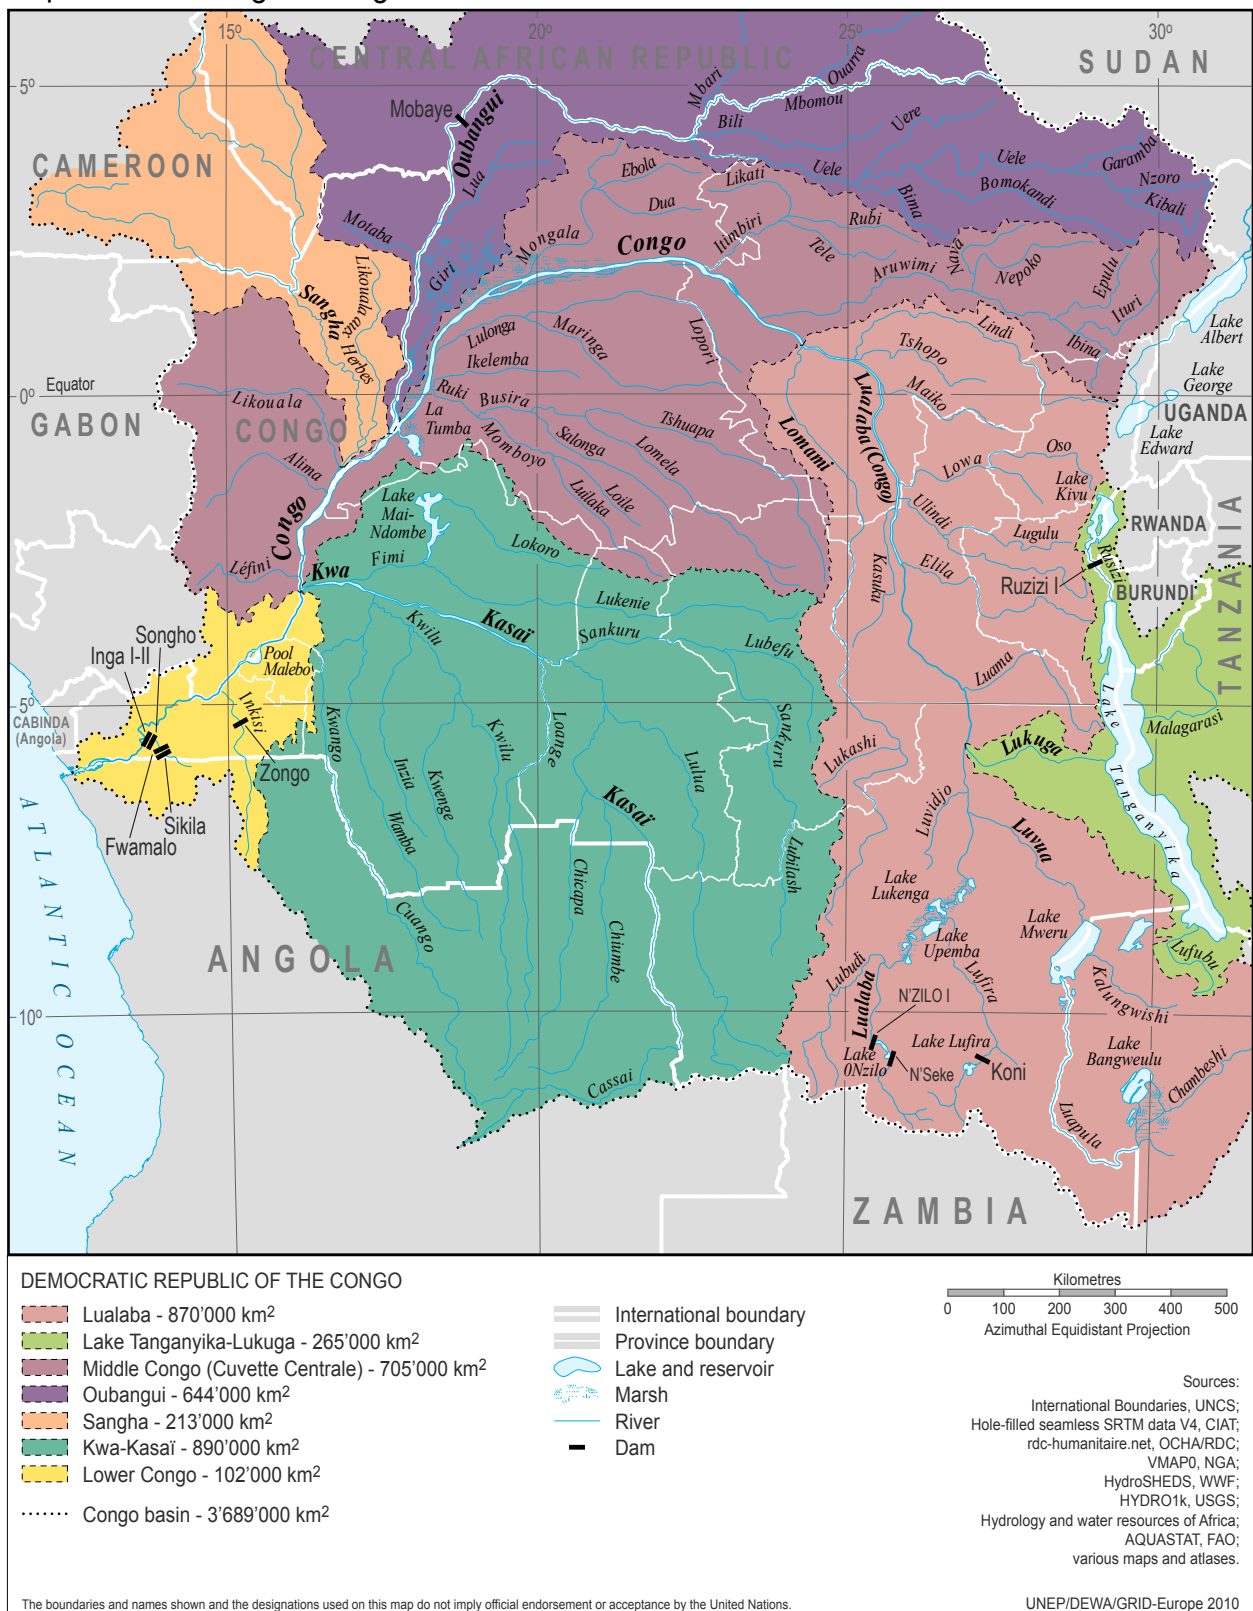 15º
20º
25º
30º
CENTRAL AFRICAN REPUBLIC
SUDAN
5º
Mobaye
Oubangui
Mbari
Ouarra
Mbomou
Bili
Uere
CAMEROON
Lua
Ebola
Likati
Uele
Uele
Garamba
Nzoro
Kibali
Bomokandi
Bima
Dua
Rubi
Motaba
Mongala
Congo
Itimbiri
Tele
Nava
Nepoko
Epulu
Ituri
Aruwimi
Giri
Likouala aux
Herbes
Sangha
Lulonga
Maringa
Lopori
Lindi
Ibina
Lake
Albert
Ikelemba
Tshopo
Equator
0º
Likouala
Ruki
Busira
Maiko
Lake
George
UGANDA
GABON
CONGO
La
Tumba
Momboyo
Salonga
Tshuapa
Lomela
Lomami
Lualaba (Congo)
Lake
Edward
Alima
Luilaka
Loile
Lowa
Oso
Lake
Kivu
Congo
Lake
Mai-
Ndombe
Lokoro
Ulindi
Lugulu
RWANDA
TANZANIA
Léfini
Kwa
Fimi
Kasuku
Elila
Rusizi
Ruzizi I
BURUNDI
Lukenie
Songho
Inga I-II
Pool
Malebo
Kwilu
Kasaï
Sankuru
Lubefu
Luama
5º
CABINDA
(Angola)
Inkisi
Zongo
Kwango
Kwilu
Loange
Sankuru
Lukashi
Lukuga
Malagarasi
Lake Tanganyika
Inzia
Kwenge
Wamba
Lulua
Kasaï
Luvidjo
Luvua
Sikila
Fwamalo
Lubilash
Chicapa
Lake
Lukenga
Lake
Mweru
ATLANTIC OCEAN
ANGOLA
Cuango
Chiumbe
Lake
Upemba
Lufira
Lubudi
Lualaba
Lufubu
Kalungwishi
10º
N'ZILO I
Lake Lufira
Lake
0Nzilo
N'Seke
Koni
Lake
Bangweulu
Chambeshi
Cassai
Luapula
ZAMBIA
DEMOCRATIC REPUBLIC OF THE CONGO
Lualaba - 870'000 km²
Lake Tanganyika-Lukuga - 265'000 km²
Middle Congo (Cuvette Centrale) - 705'000 km²
Oubangui - 644'000 km²
Sangha - 213'000 km²
Kwa-Kasaï - 890'000 km²
Lower Congo - 102'000 km²
Congo basin - 3'689'000 km²
International boundary
Province boundary
Lake and reservoir
Marsh
River
Dam
Kilometres
0 100 200 300 400 500
Azimuthal Equidistant Projection
Sources:
International Boundaries, UNCS;
Hole-filled seamless SRTM data V4, CIAT;
rdc-humanitaire.net, OCHA/RDC;
VMAP0, NGA;
HydroSHEDS, WWF;
HYDRO1k, USGS;
Hydrology and water resources of Africa;
AQUASTAT, FAO;
various maps and atlases.
The boundaries and names shown and the designations used on this map do not imply official endorsement or acceptance by the United Nations.
UNEP/DEWA/GRID-Europe 2010